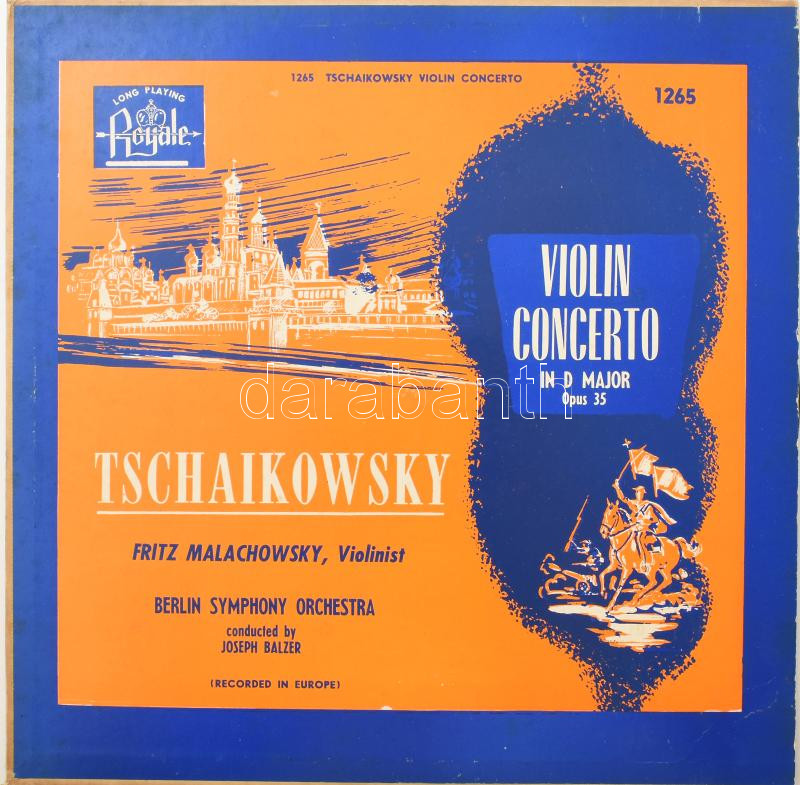 1265 TSCHAIKOWSKY VIOLIN CONCERTO
1265
LONG PLAYING
Royale
VIOLIN
CONCERTO
IN D MAJOR
Opus 35
darabanth
TSCHAIKOWSKY
FRITZ MALACHOWSKY, Violinist
BERLIN SYMPHONY ORCHESTRA
conducted by
JOSEPH BALZER
(RECORDED IN EUROPE)